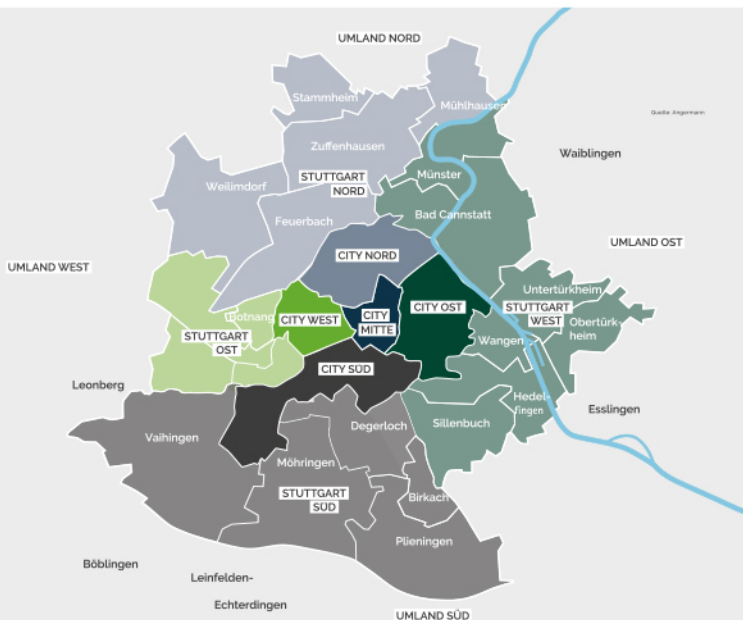 UMLAND NORD
Stammheim
Mühlhausen
Quelle: Angermann
Zuffenhausen
Waiblingen
Münster
STUTTGART
NORD
Weilimdorf
Bad Cannstatt
Feuerbach
UMLAND OST
CITY NORD
UMLAND WEST
Untertürkheim
CITY OST
STUTTGART
WEST
Botnang
CITY WEST
CITY
MITTE
Obertürk-
heim
STUTTGART
OST
Wangen
CITY SÜD
Leonberg
Hedel-
fingen
Esslingen
Sillenbuch
Degerloch
Vaihingen
Möhringen
STUTTGART
SÜD
Birkach
Plieningen
Böblingen
Leinfelden-
Echterdingen
UMLAND SÜD